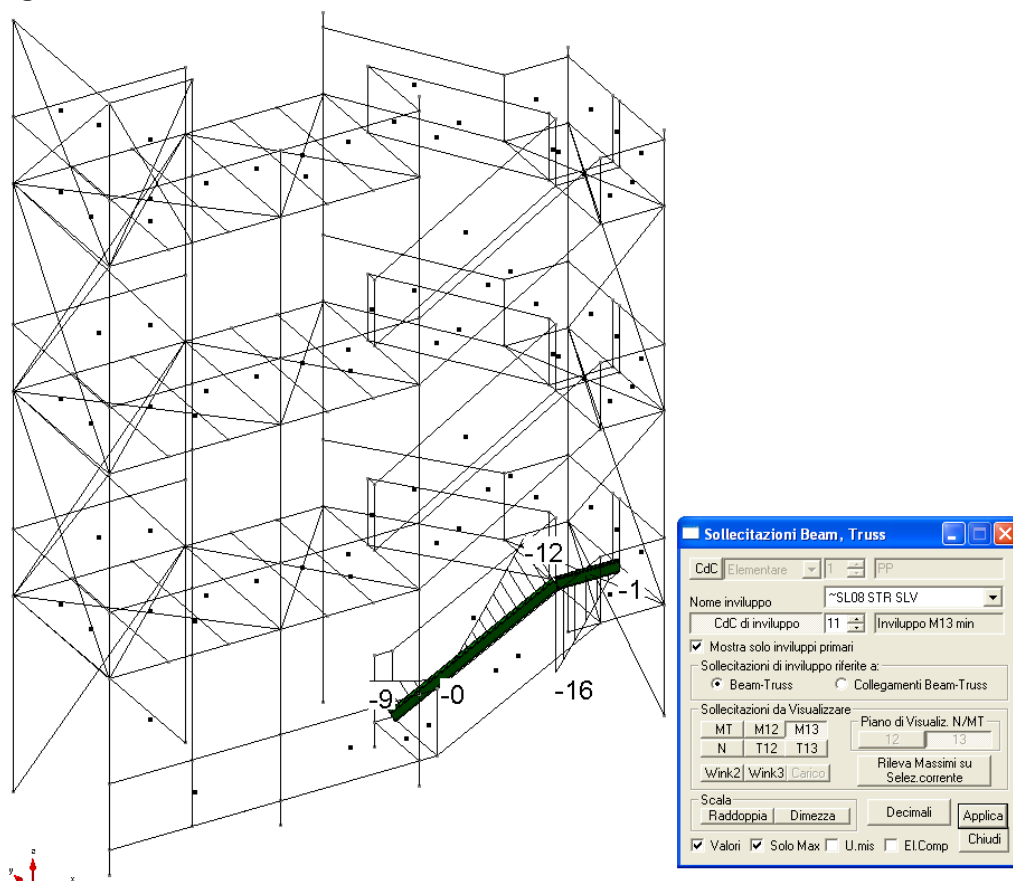 -12
-1
-9
-0
-16
z
y
x
Sollecitazioni Beam, Truss
CdC Elementare 1 PP
Nome inviluppo ~SL08 STR SLV
CdC di inviluppo 11 Inviluppo M13 min
Mostra solo inviluppi primari
Sollecitazioni di inviluppo riferite a:
Beam-Truss Collegamenti Beam-Truss
Sollecitazioni da Visualizzare
MT M12 M13
N T12 T13
Wink2 Wink3 Carico
Piano di Visualiz. N/MT
12 13
Rileva Massimi su
Selez.corrente
Scala
Raddoppia Dimezza
Decimali
Applica
Chiudi
Valori Solo Max U.mis El.Comp